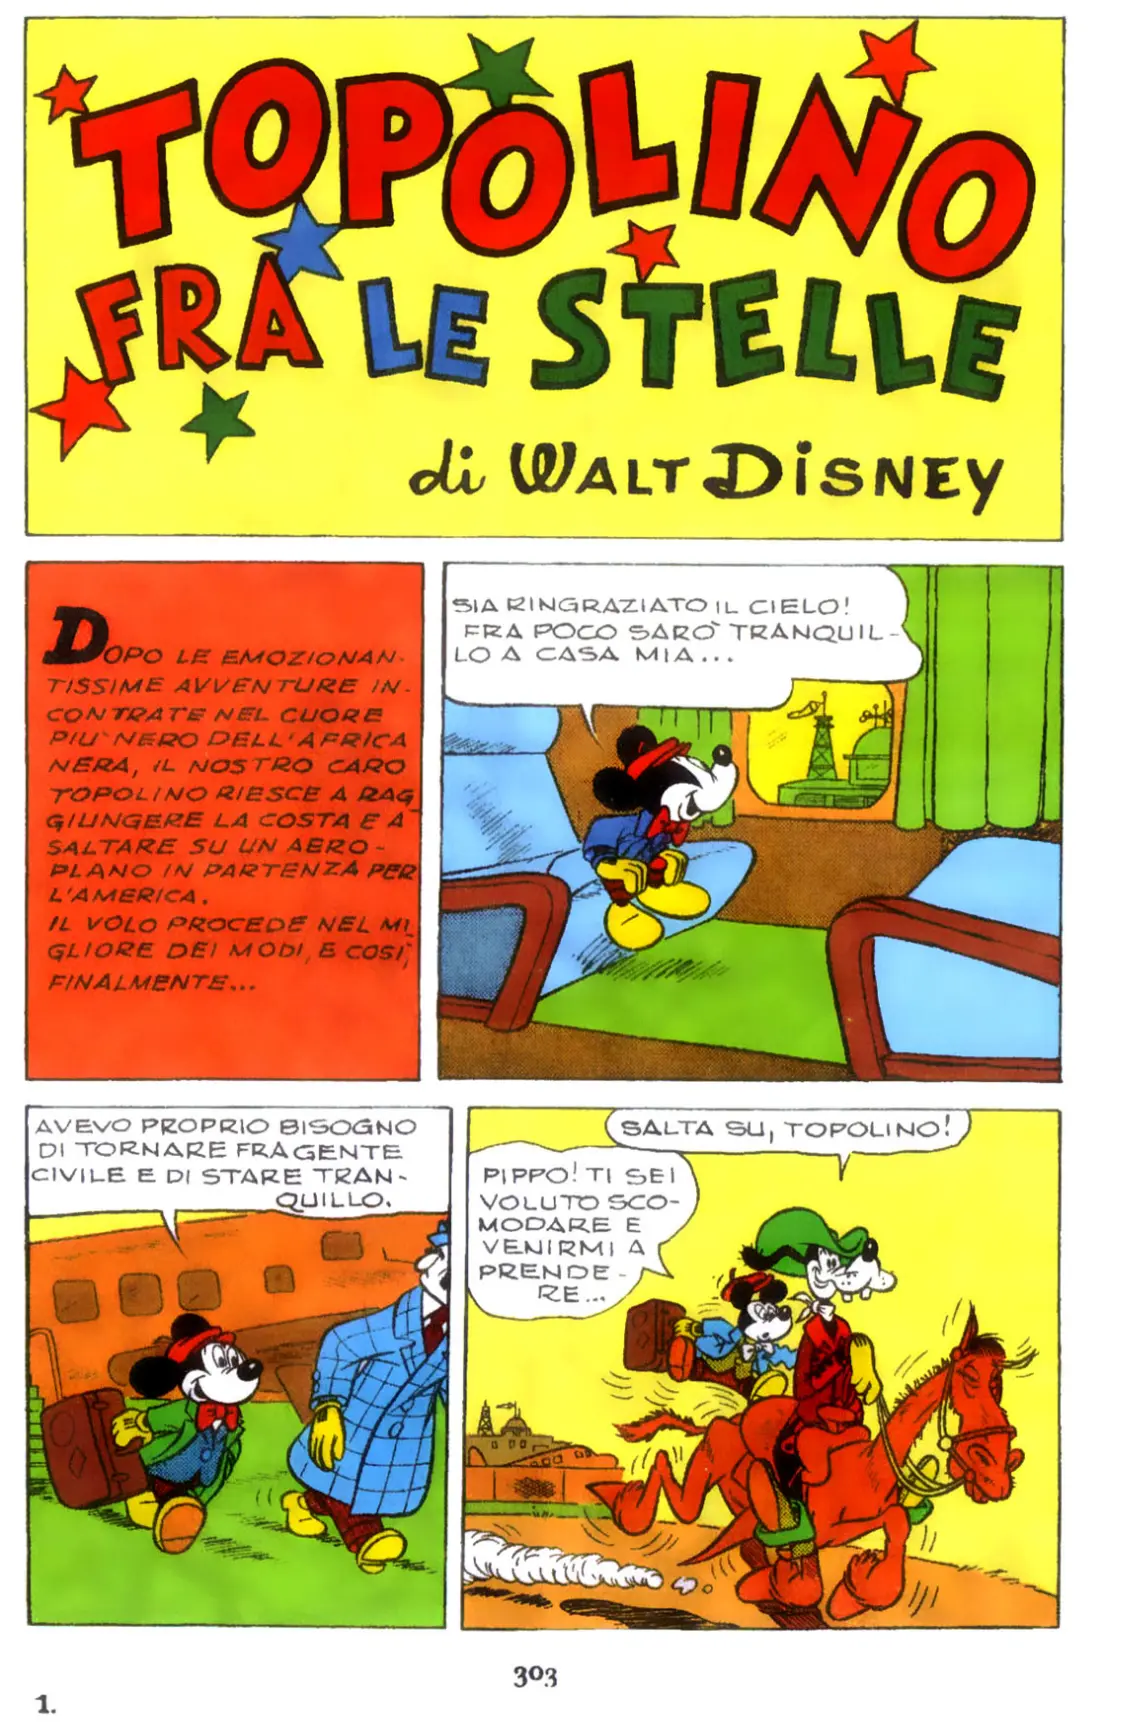 TOPOLINO
FRA LE STELLE
di WALT DISNEY
DOPO LE EMOZIONAN-
TISSIME AVVENTURE IN-
CONTRATE NEL CUORE
PIU' NERO DELL'AFRICA
NERA, IL NOSTRO CARO
TOPOLINO RIESCE A RAG
GIUNGERE LA COSTA E A
SALTARE SU UN AERO-
PLANO IN PARTENZA PER
L'AMERICA.
IL VOLO PROCEDE NEL MI
GLIORE DEI MODI, E COSI',
FINALMENTE...
SIA RINGRAZIATO IL CIELO!
FRA POCO SARO' TRANQUIL-
LO A CASA MIA...
AVEVO PROPRIO BISOGNO
DI TORNARE FRA GENTE
CIVILE E DI STARE TRAN-
QUILLO.
SALTA SU, TOPOLINO!
PIPPO! TI SEI
VOLUTO SCO-
MODARE E
VENIRMI A
PRENDE-
RE...
303
1.